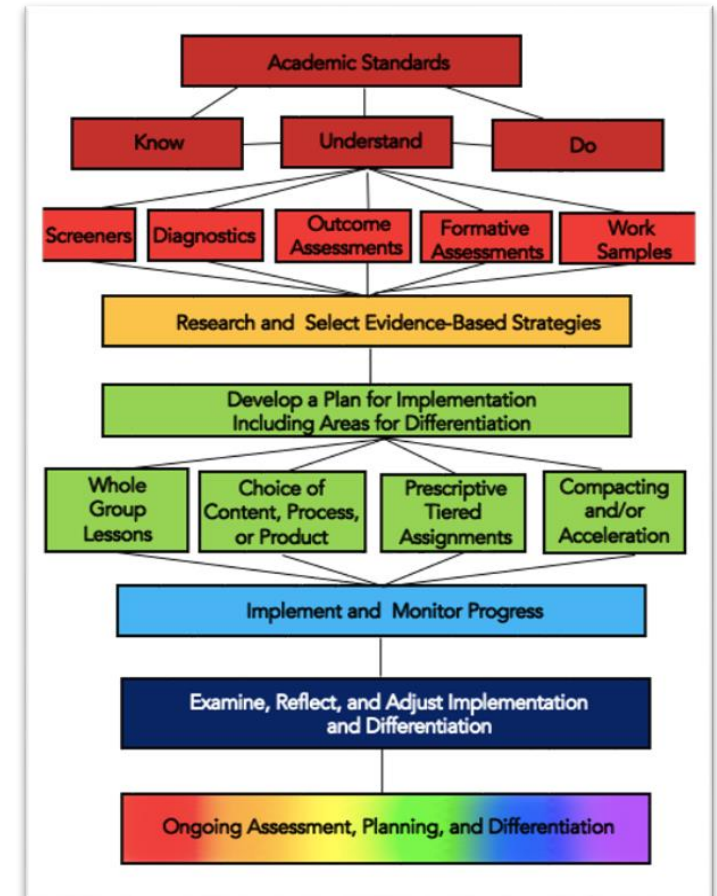 Academic Standards
Know
Understand
Do
Screeners
Diagnostics
Outcome
Assessments
Formative
Assessments
Work
Samples
Research and Select Evidence-Based Strategies
Develop a Plan for Implementation
Including Areas for Differentiation
Whole
Group
Lessons
Choice of
Content, Process,
or Product
Prescriptive
Tiered
Assignments
Compacting
and/or
Acceleration
Implement and Monitor Progress
Examine, Reflect, and Adjust Implementation
and Differentiation
Ongoing Assessment, Planning, and Differentiation